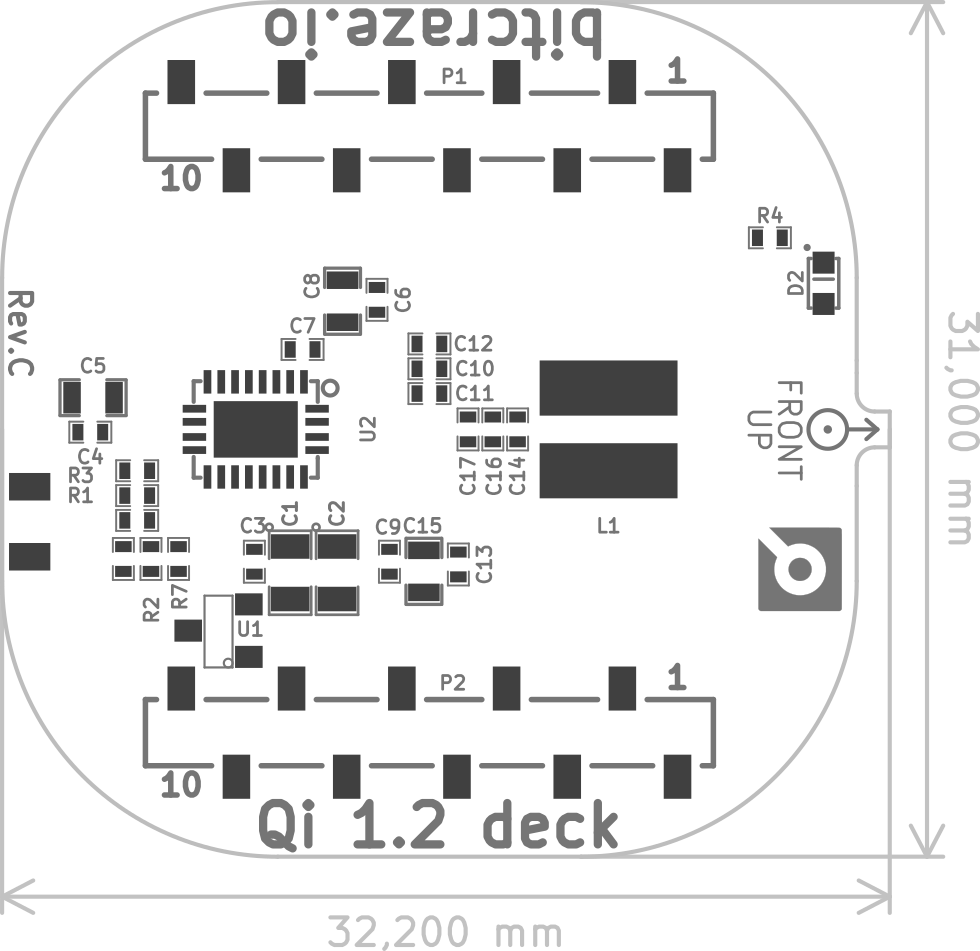 bitcraze.io
P1
1
10
R4
D2
C8
C6
Rev.C
C7
C12
C10
C11
C5
U2
FRONT
UP
31,000 mm
C4
R3
R1
C17
C16
C14
L1
C3
C1
C2
C9
C15
C13
R2
R7
U1
P2
1
10
Qi 1.2 deck
32,200 mm